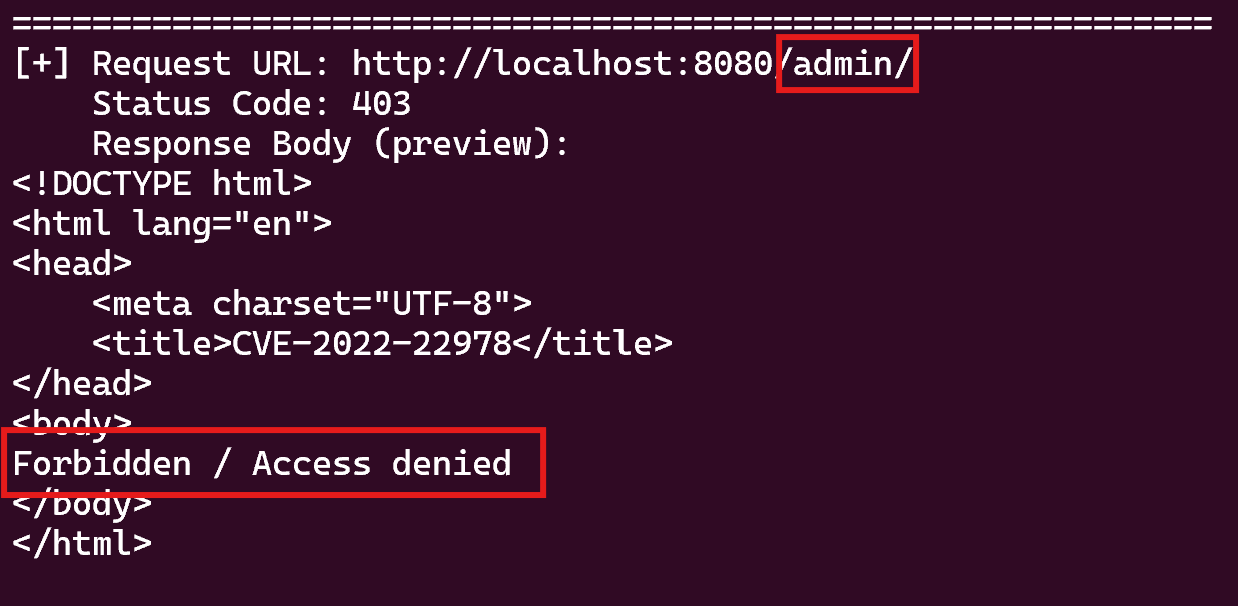 ============================================================
[+] Request URL: http://localhost:8080/admin/
    Status Code: 403
    Response Body (preview):
<!DOCTYPE html>
<html lang="en">
<head>
    <meta charset="UTF-8">
    <title>CVE-2022-22978</title>
</head>
<body>
Forbidden / Access denied
</body>
</html>